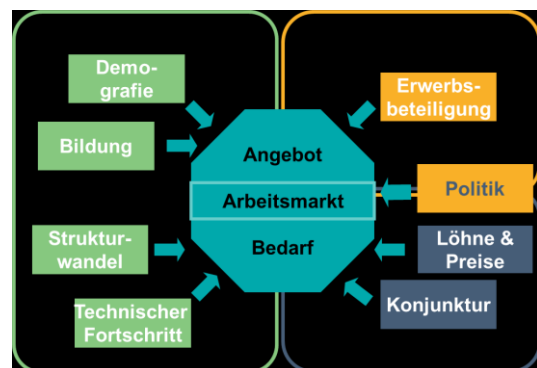 Demo-
grafie
Bildung
Struktur-
wandel
Technischer
Fortschritt
Angebot
Arbeitsmarkt
Bedarf
Erwerbs-
beteiligung
Politik
Löhne &
Preise
Konjunktur